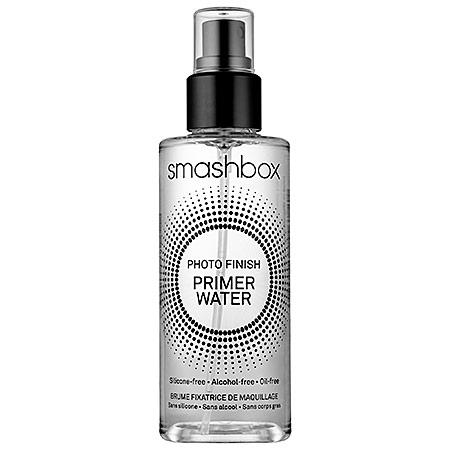 smashbox
PHOTO FINISH
PRIMER
WATER
Silicone-free • Alcohol-free • Oil-free
BRUME FIXATRICE DE MAQUILLAGE
Sans silicone • Sans alcool • Sans corps gras